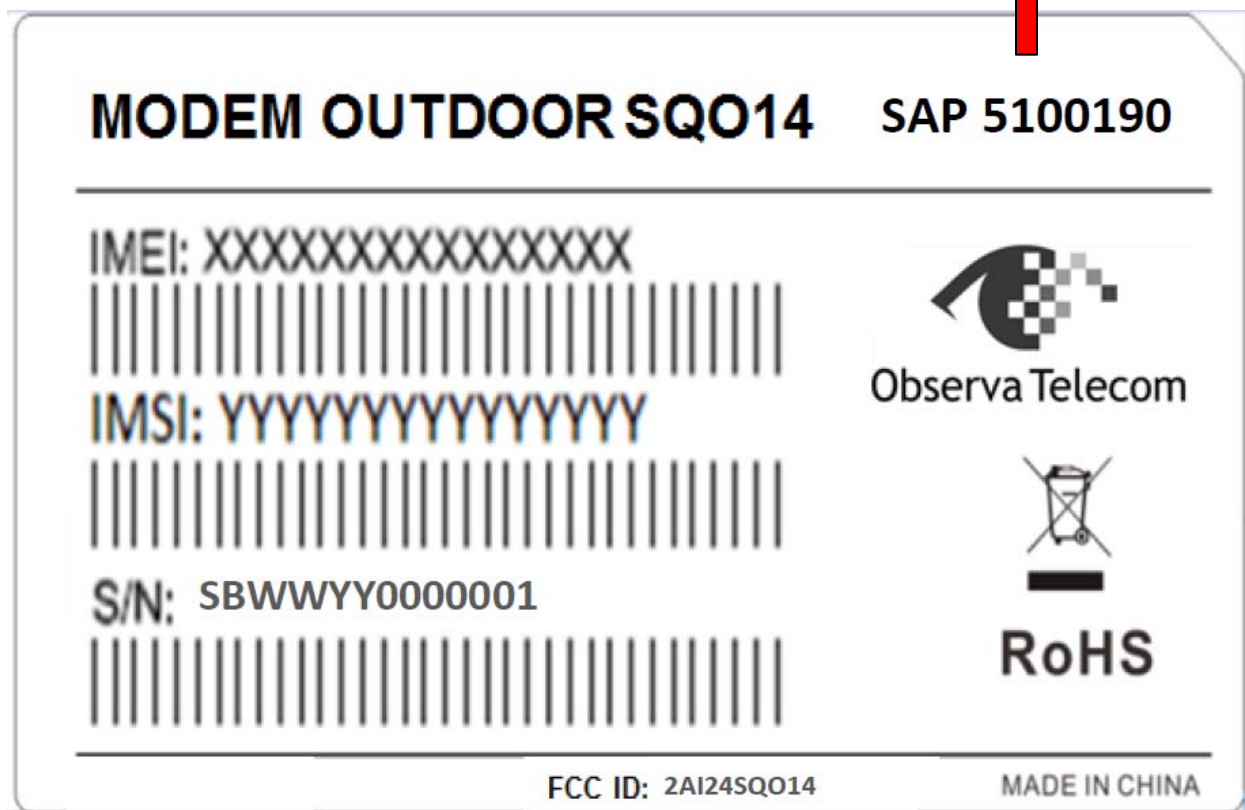 MODEM OUTDOOR SQO14 SAP 5100190
IMEI: XXXXXXXXXXXXXXX
IMSI: YYYYYYYYYYYYYYY
S/N: SBWWYY0000001
Observa Telecom
RoHS
FCC ID: 2AI24SQO14
MADE IN CHINA